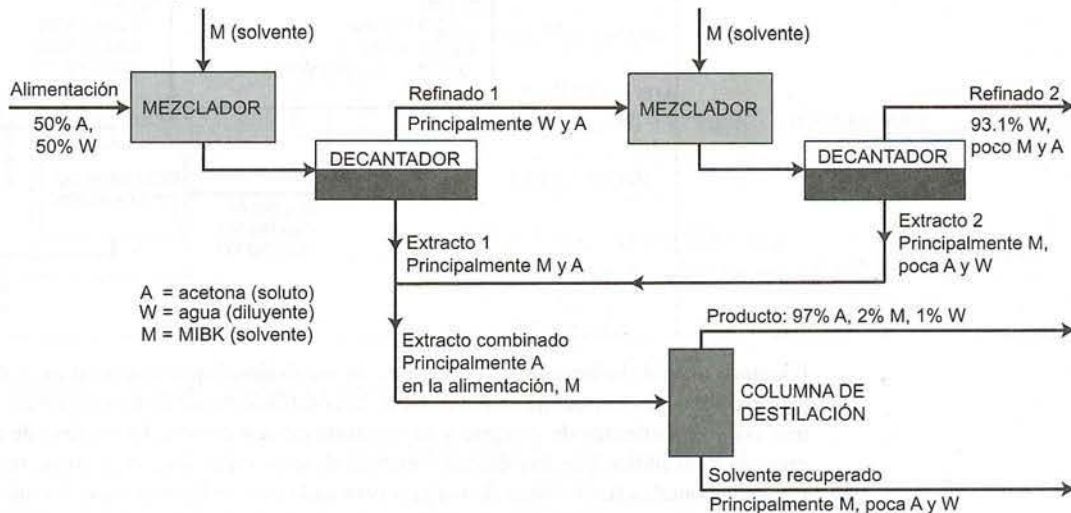 M (solvente)
M (solvente)
Alimentación
50% A,
50% W
MEZCLADOR
Refinado 1
Principalmente W y A
MEZCLADOR
Refinado 2
93.1% W,
poco M y A
DECANTADOR
DECANTADOR
Extracto 1
Principalmente M y A
Extracto 2
Principalmente M,
poca A y W
A = acetona (soluto)
W = agua (diluyente)
M = MIBK (solvente)
Extracto combinado
Principalmente A
en la alimentación, M
Producto: 97% A, 2% M, 1% W
COLUMNA DE
DESTILACIÓN
Solvente recuperado
Principalmente M, poca A y W